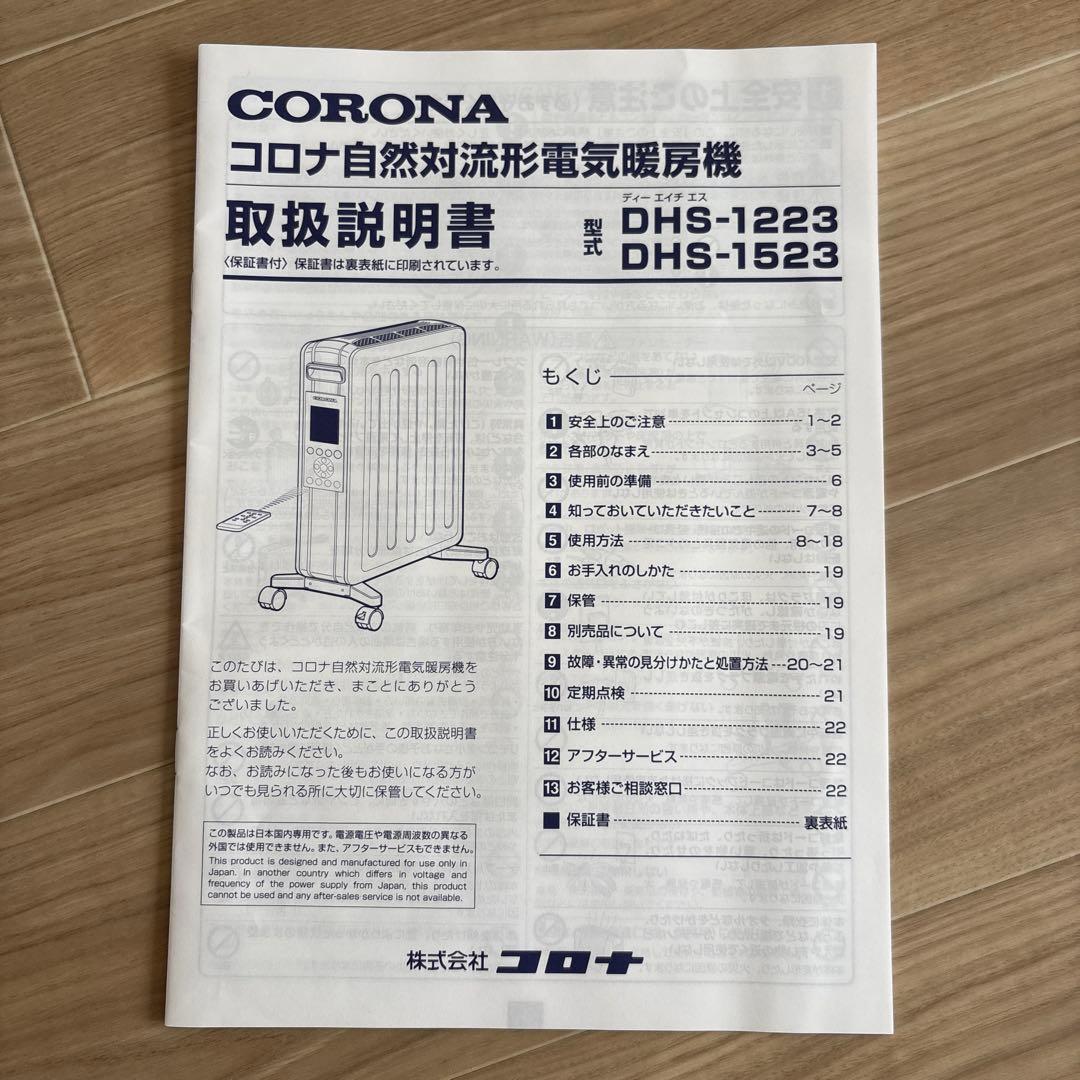 CORONA
コロナ自然対流形電気暖房機
取扱説明書
〈保証書付〉保証書は裏表紙に印刷されています。
型式
ディー エイチ エス
DHS-1223
DHS-1523
CORONA
このたびは、コロナ自然対流形電気暖房機を
お買いあげいただき、まことにありがとう
ございました。
正しくお使いいただくために、この取扱説明書
をよくお読みください。
なお、お読みになった後もお使いになる方が
いつでも見られる所に大切に保管してください。
この製品は日本国内専用です。電源電圧や電源周波数の異なる
外国では使用できません。また、アフターサービスもできません。
This product is designed and manufactured for use only in
Japan. In another country which differs in voltage and
frequency of the power supply from Japan, this product
cannot be used and any after-sales service is not available.
もくじ
ページ
1 安全上のご注意 1〜2
2 各部のなまえ 3〜5
3 使用前の準備 6
4 知っておいていただきたいこと 7〜8
5 使用方法 8〜18
6 お手入れのしかた 19
7 保管 19
8 別売品について 19
9 故障・異常の見分けかたと処置方法 20〜21
10 定期点検 21
11 仕様 22
12 アフターサービス 22
13 お客様ご相談窓口 22
■ 保証書 裏表紙
株式会社 コロナ